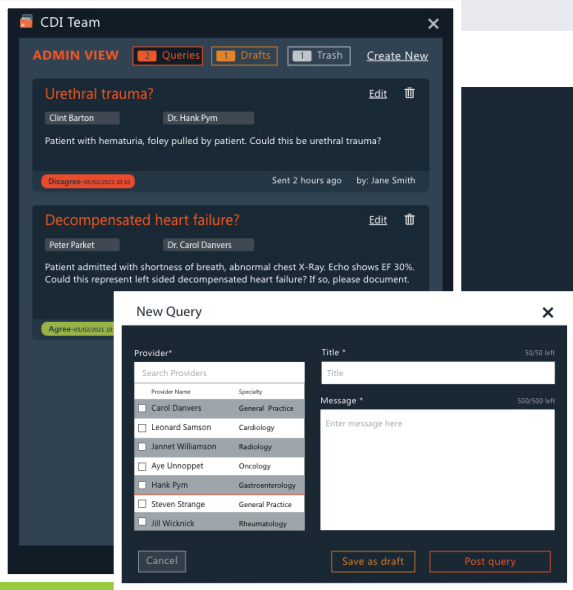 CDI Team
ADMIN VIEW 2 Queries 1 Drafts 1 Trash Create New
Urethral trauma? Edit
Clint Barton Dr. Hank Pym
Patient with hematuria, foley pulled by patient. Could this be urethral trauma?
Disagree-05/02/2021 10:10 Sent 2 hours ago by: Jane Smith
Decompensated heart failure? Edit
Peter Parket Dr. Carol Danvers
Patient admitted with shortness of breath, abnormal chest X-Ray. Echo shows EF 30%.
Could this represent left sided decompensated heart failure? If so, please document.
Agree-05/02/2021 10
New Query
Provider*
Search Providers
Provider Name Specialty
Carol Danvers General Practice
Leonard Samson Cardiology
Jannet Williamson Radiology
Aye Unnoppet Oncology
Hank Pym Gastroenterology
Steven Strange General Practice
Jill Wicknick Rheumatology
Title * 50/50 left
Title
Message * 500/500 left
Enter message here
Cancel Save as draft Post query